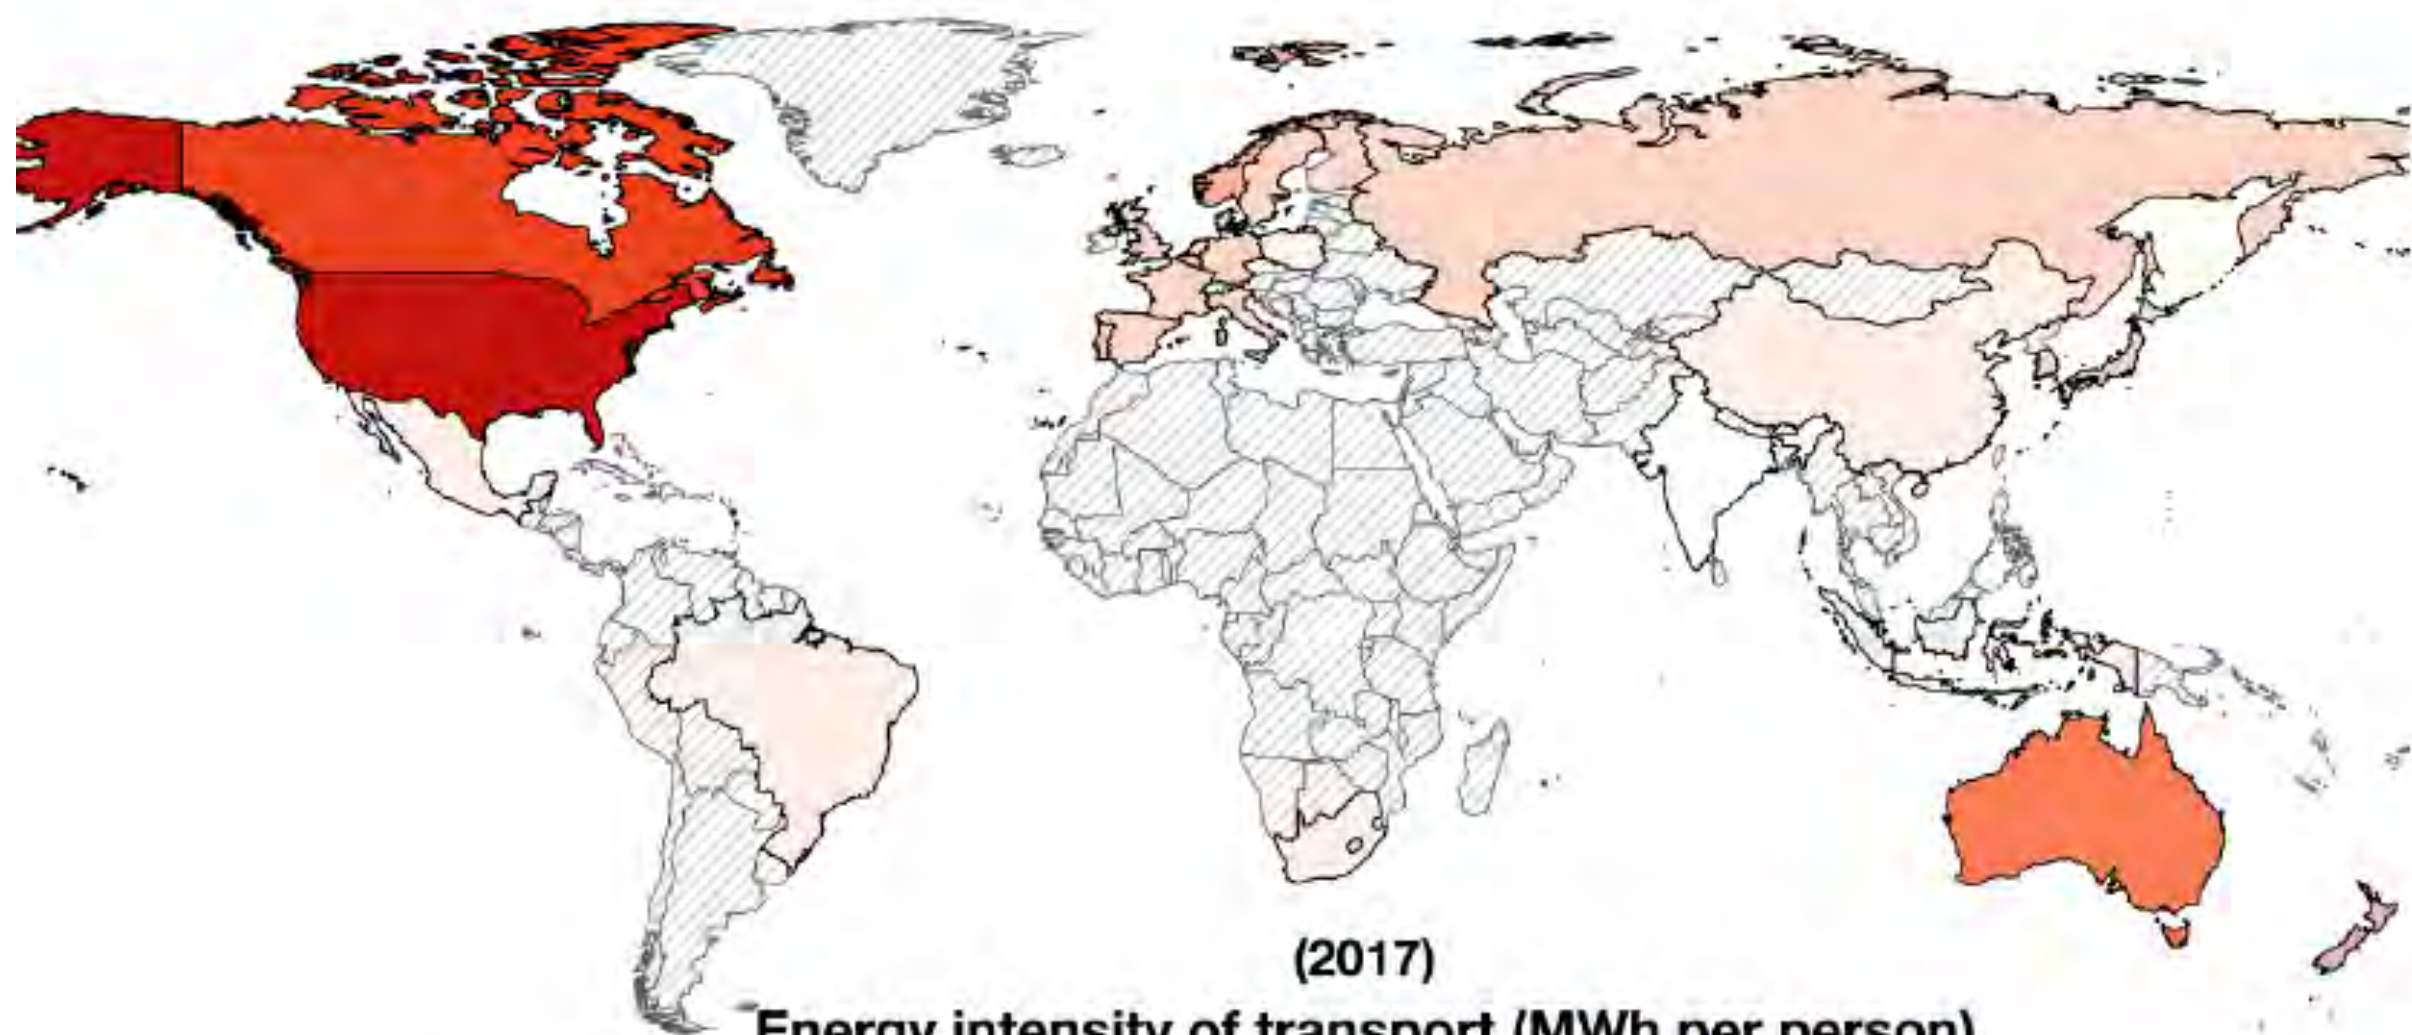 (2017)
Energy intensity of transport (MWh per person)